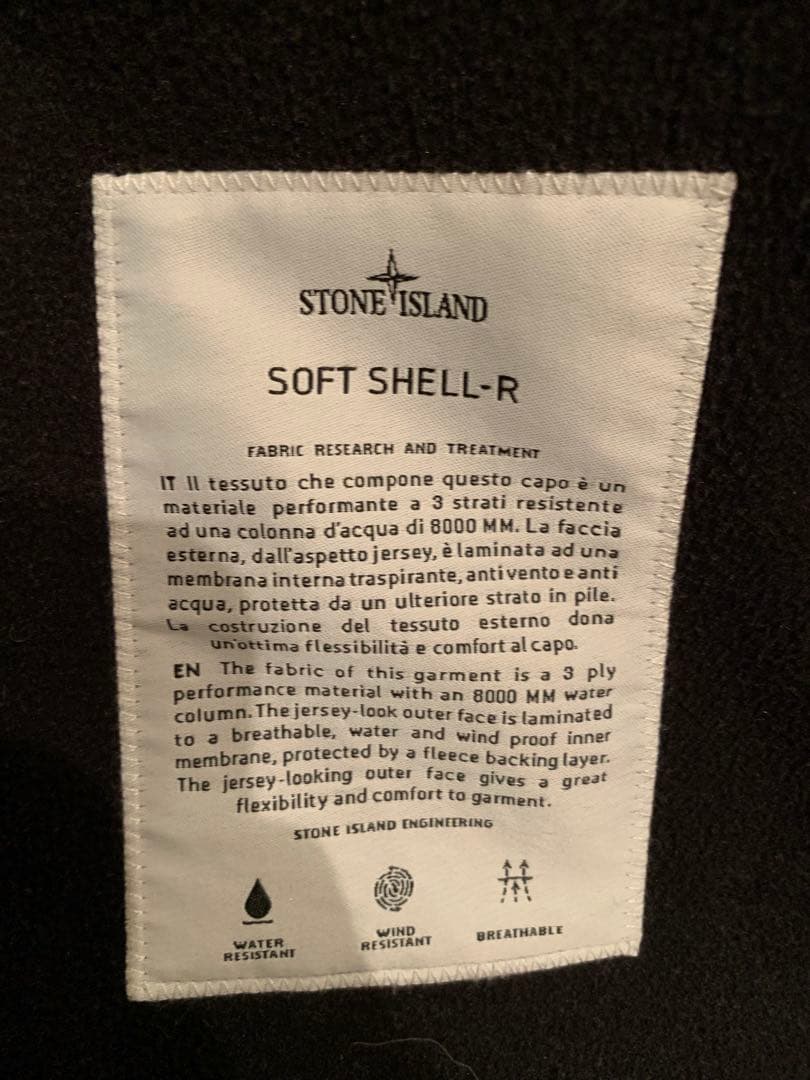 STONE ISLAND
SOFT SHELL-R
FABRIC RESEARCH AND TREATMENT
IT Il tessuto che compone questo capo è un
materiale performante a 3 strati resistente
ad una colonna d'acqua di 8000 MM. La faccia
esterna, dall'aspetto jersey, è laminata ad una
membrana interna traspirante, antivento e anti
acqua, protetta da un ulteriore strato in pile.
La costruzione del tessuto esterno dona
un'ottima flessibilità e comfort al capo.
EN The fabric of this garment is a 3 ply
performance material with an 8000 MM water
column. The jersey-look outer face is laminated
to a breathable, water and wind proof inner
membrane, protected by a fleece backing layer.
The jersey-looking outer face gives a great
flexibility and comfort to garment.
STONE ISLAND ENGINEERING
WATER RESISTANT
WIND RESISTANT
BREATHABLE